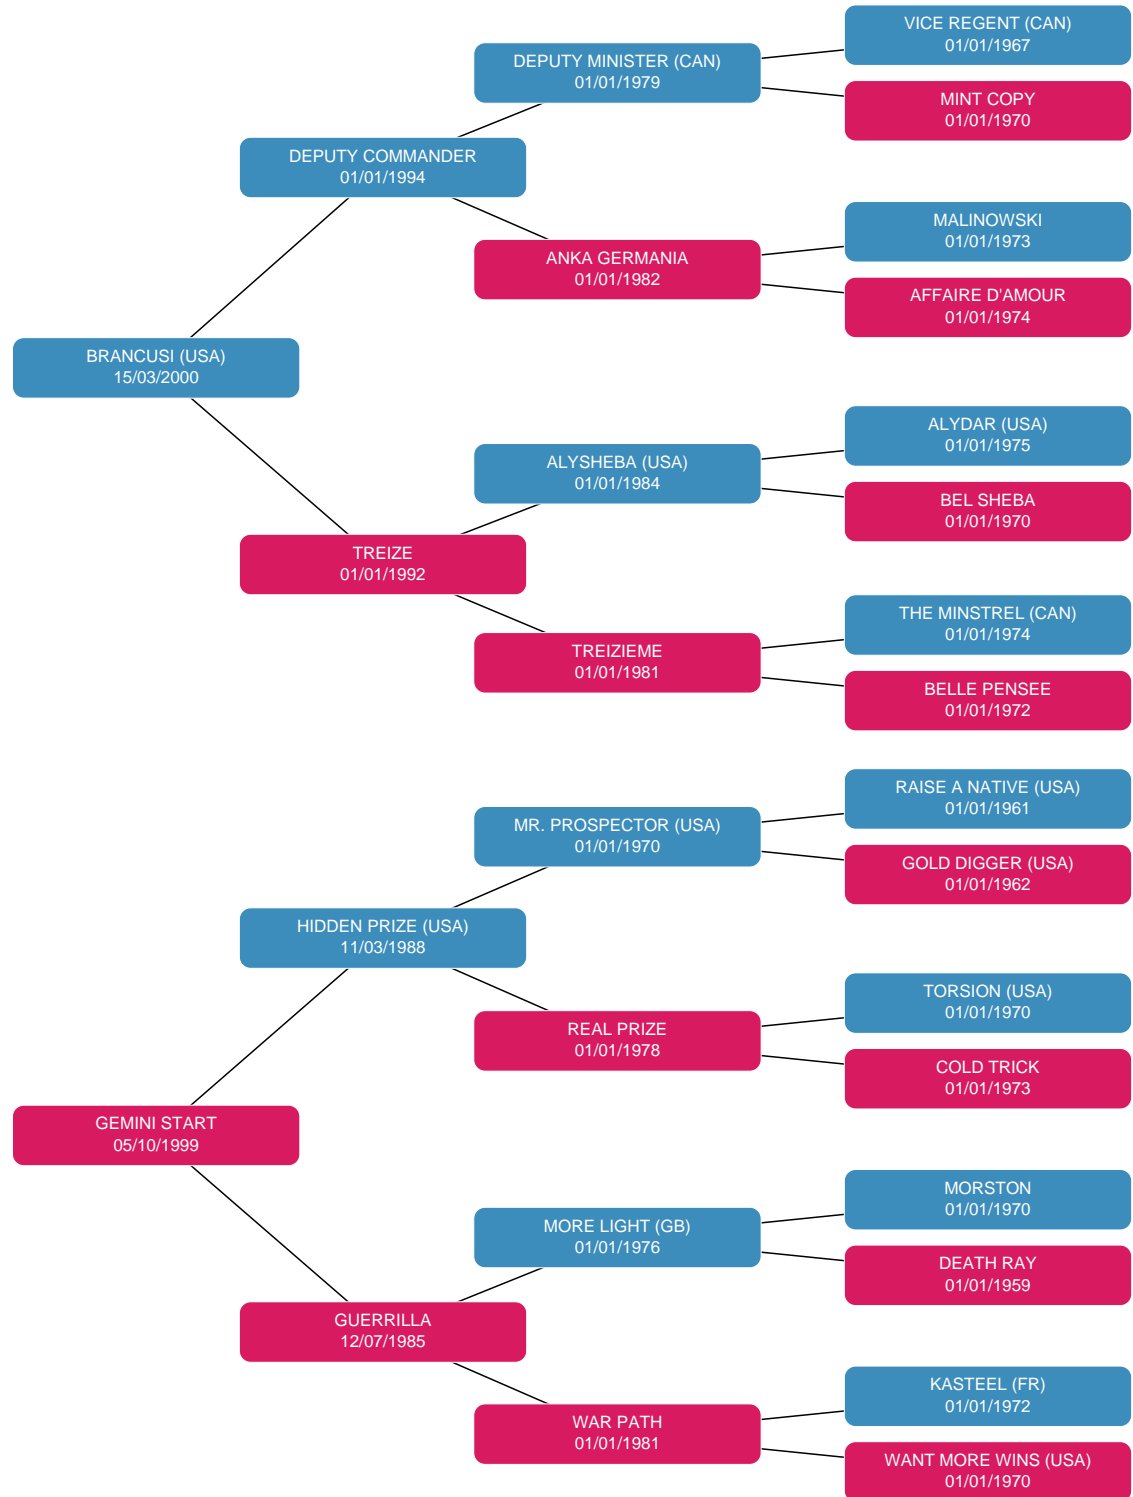 VICE REGENT (CAN)
01/01/1967
DEPUTY MINISTER (CAN)
01/01/1979
MINT COPY
01/01/1970
DEPUTY COMMANDER
01/01/1994
MALINOWSKI
01/01/1973
ANKA GERMANIA
01/01/1982
AFFAIRE D'AMOUR
01/01/1974
BRANCUSI (USA)
15/03/2000
ALYDAR (USA)
01/01/1975
ALYSHEBA (USA)
01/01/1984
BEL SHEBA
01/01/1970
TREIZE
01/01/1992
THE MINSTREL (CAN)
01/01/1974
TREIZIEME
01/01/1981
BELLE PENSEE
01/01/1972
RAISE A NATIVE (USA)
01/01/1961
MR. PROSPECTOR (USA)
01/01/1970
GOLD DIGGER (USA)
01/01/1962
HIDDEN PRIZE (USA)
11/03/1988
TORSION (USA)
01/01/1970
REAL PRIZE
01/01/1978
COLD TRICK
01/01/1973
GEMINI START
05/10/1999
MORSTON
01/01/1970
MORE LIGHT (GB)
01/01/1976
DEATH RAY
01/01/1959
GUERRILLA
12/07/1985
KASTEEL (FR)
01/01/1972
WAR PATH
01/01/1981
WANT MORE WINS (USA)
01/01/1970